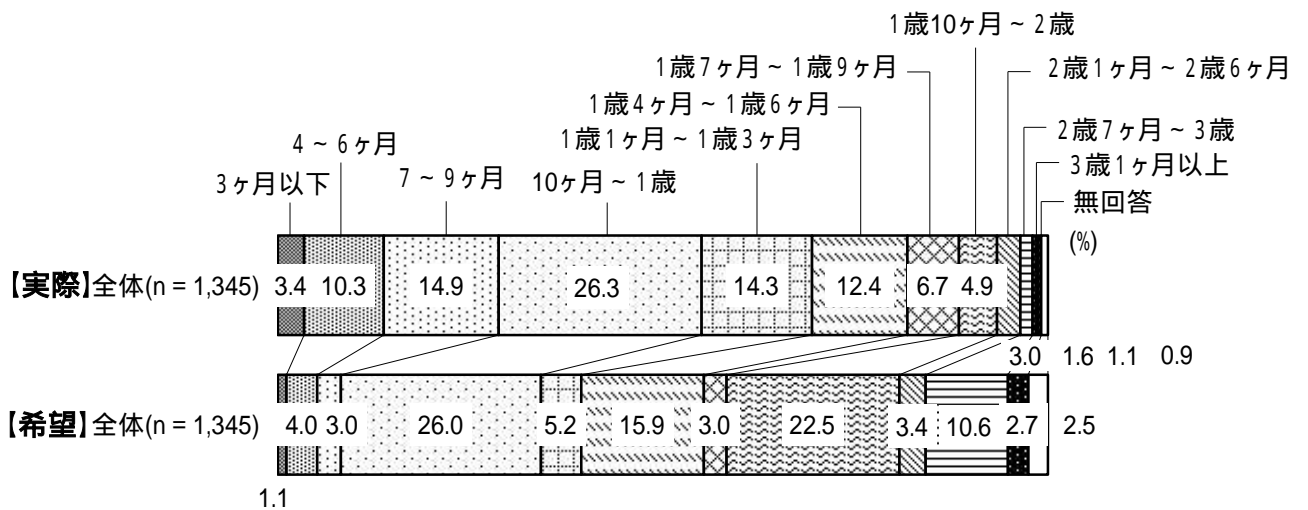 1歳10ヶ月~2歳
1歳7ヶ月~1歳9ヶ月
2歳1ヶ月~2歳6ヶ月
1歳4ヶ月~1歳6ヶ月
2歳7ヶ月~3歳
4~6ヶ月
1歳1ヶ月~1歳3ヶ月
3歳1ヶ月以上
3ヶ月以下
7~9ヶ月
10ヶ月~1歳
無回答
(%)
【実際】全体(n = 1,345) 3.4 10.3 14.9 26.3 14.3 12.4 6.7 4.9
3.0 1.6 1.1 0.9
【希望】全体(n = 1,345) 4.0 3.0 26.0 5.2 15.9 3.0 22.5 3.4 10.6 2.7 2.5
1.1